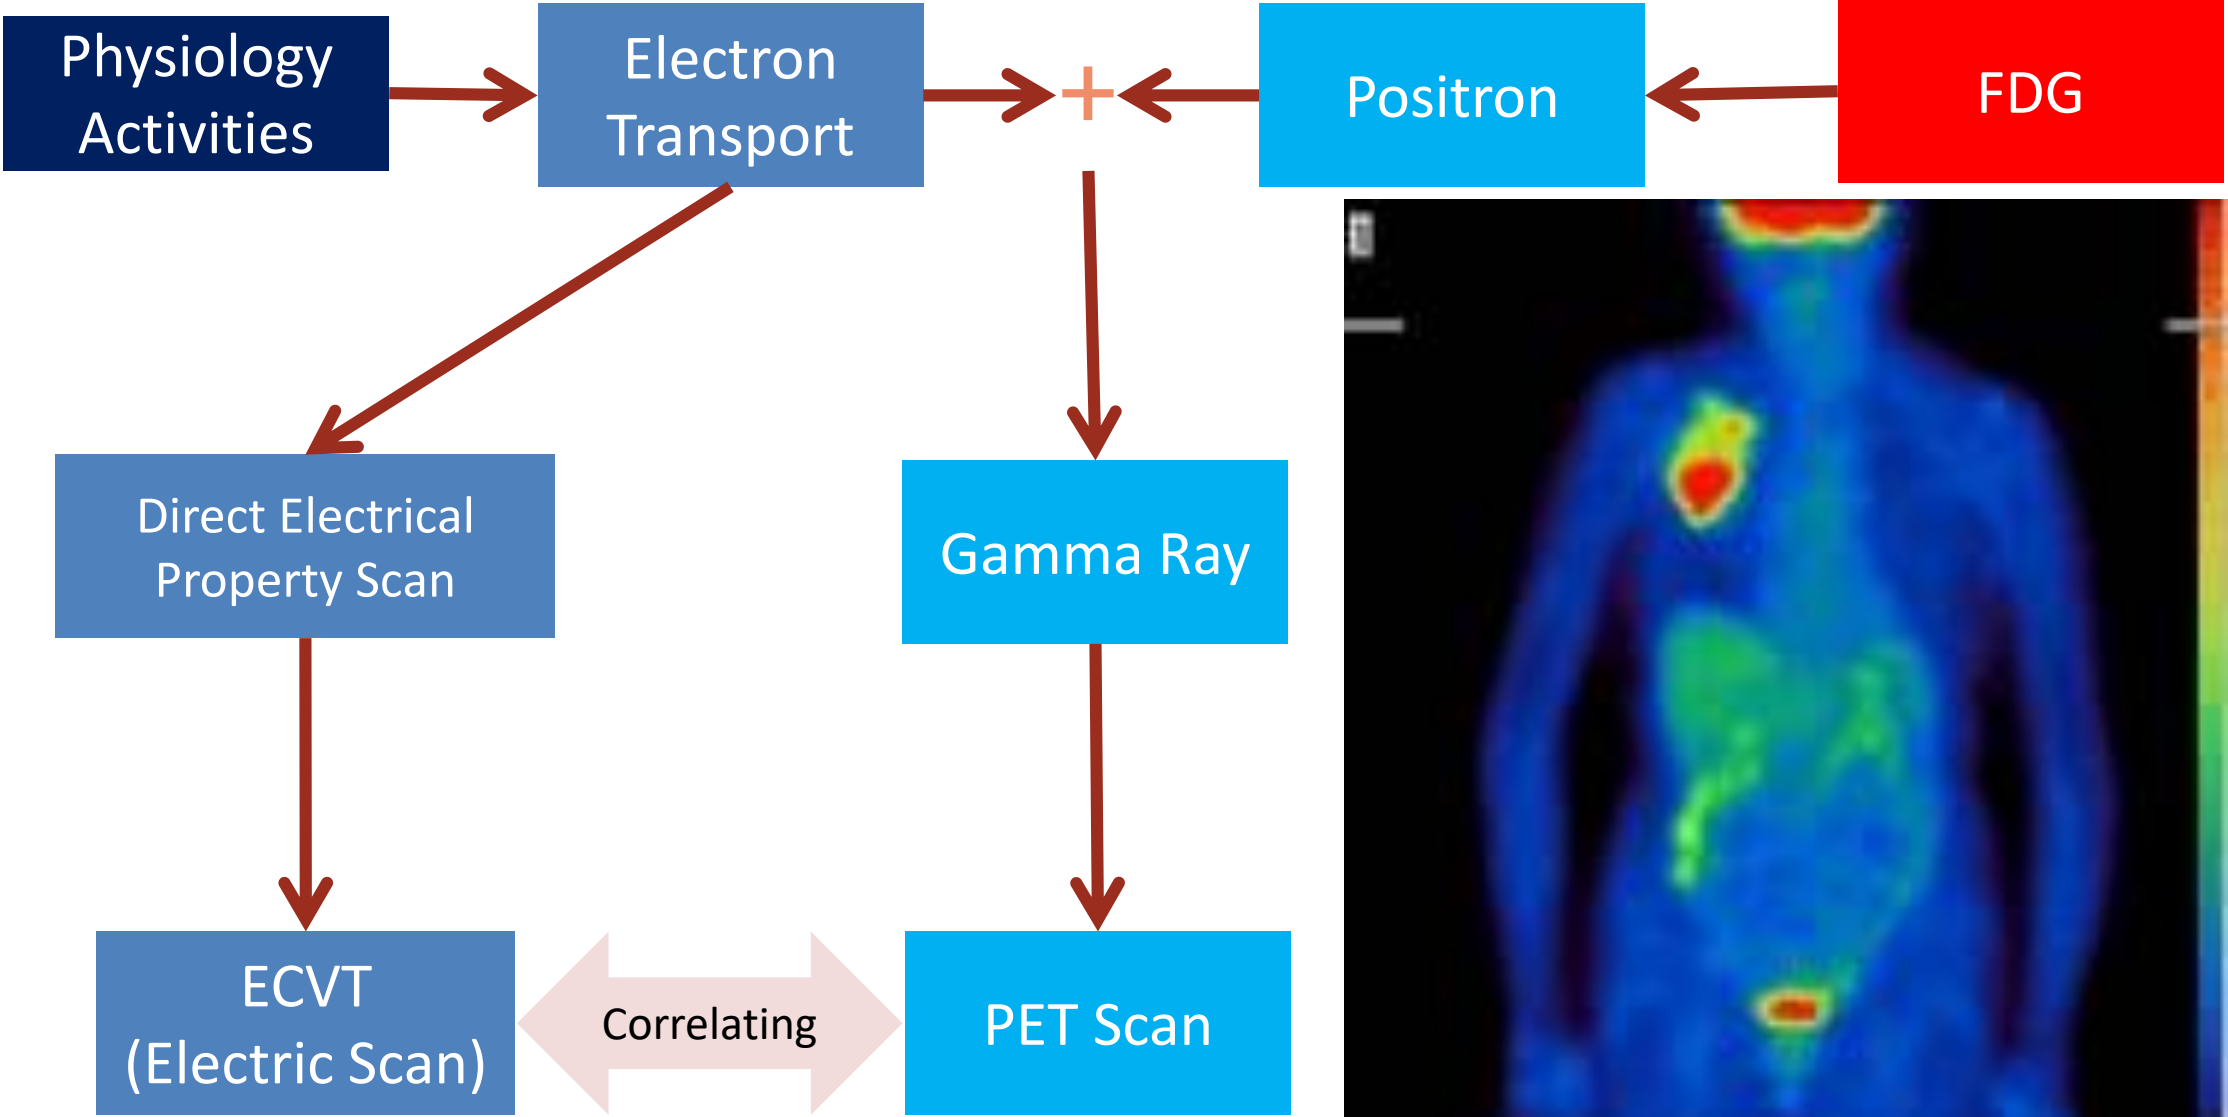 Physiology
Activities
Electron
Transport
+
Positron
FDG
Direct Electrical
Property Scan
Gamma Ray
ECVT
(Electric Scan)
Correlating
PET Scan